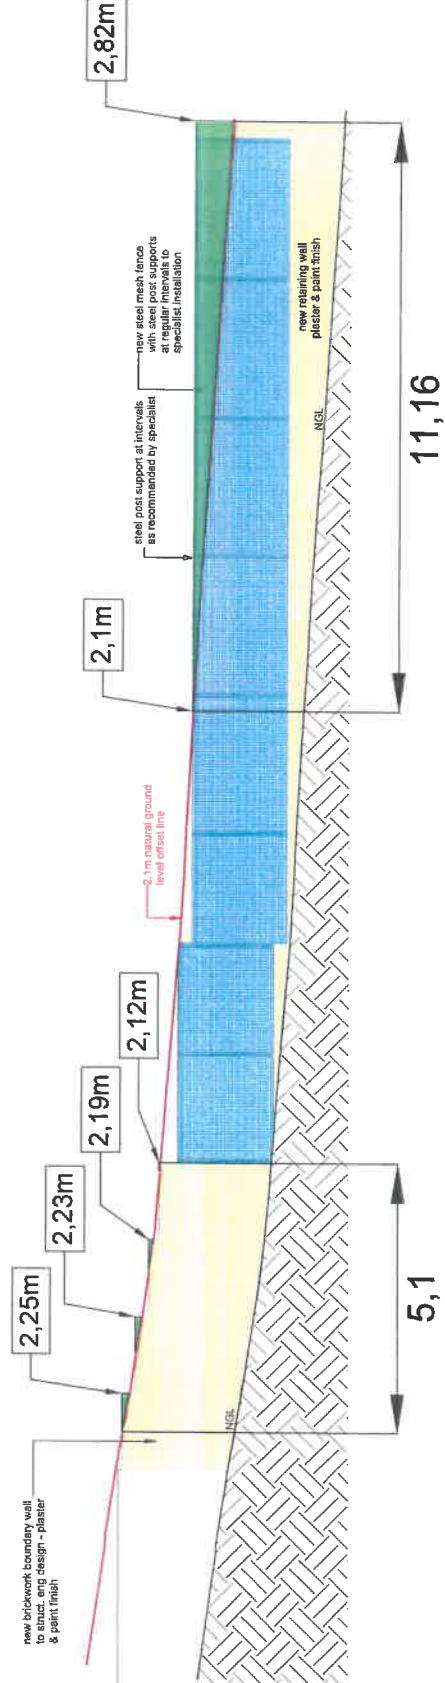 new brickwork boundary wall
to struct. eng design - plaster
& paint finish
2,25m
2,23m
2,19m
2,12m
2.1m natural ground
level offset line
2,1m
steel post support at intervals
as recommended by specialist
new steel mesh fence
with steel post supports
at regular intervals to
specialist installation
2,82m
NGL
NGL
new retaining wall
plaster & paint finish
5,1
11,16